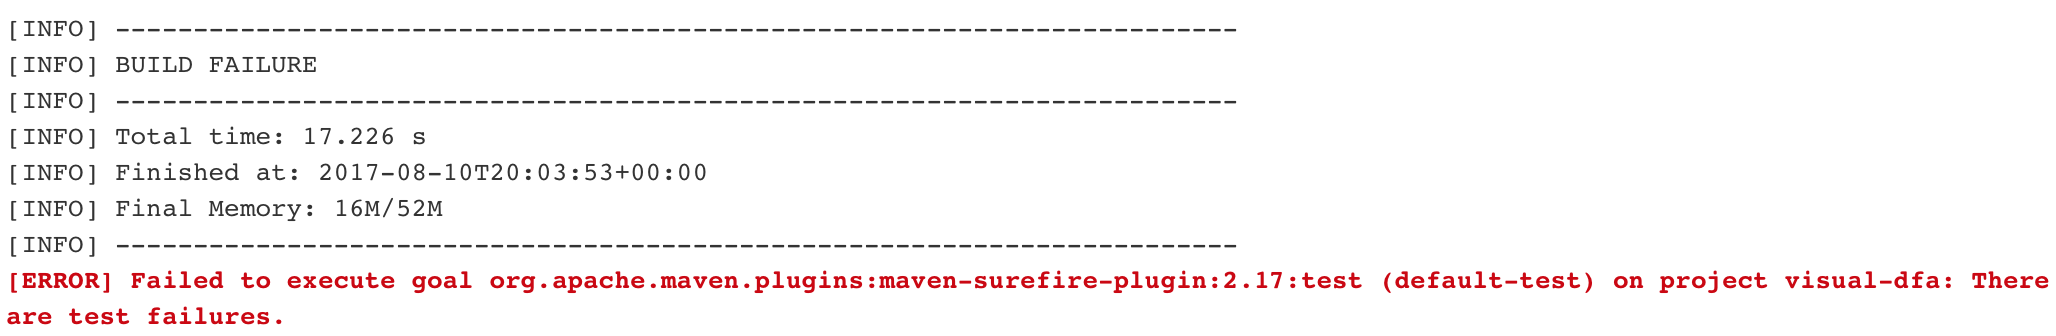 [INFO] ------------------------------------------------------------------------
[INFO] BUILD FAILURE
[INFO] ------------------------------------------------------------------------
[INFO] Total time: 17.226 s
[INFO] Finished at: 2017-08-10T20:03:53+00:00
[INFO] Final Memory: 16M/52M
[INFO] ------------------------------------------------------------------------
[ERROR] Failed to execute goal org.apache.maven.plugins:maven-surefire-plugin:2.17:test (default-test) on project visual-dfa: There
are test failures.